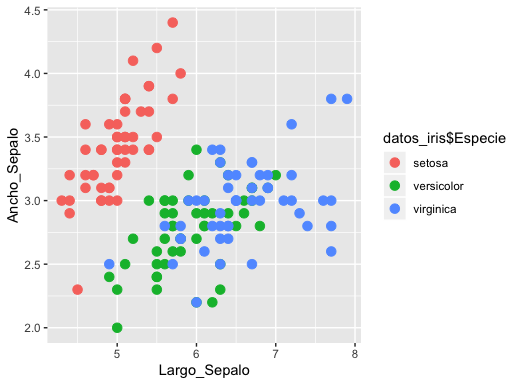 4.5
4.0
3.5
3.0
2.5
2.0
Ancho_Sepalo
5 6 7 8
Largo_Sepalo
datos_iris$Especie
setosa
versicolor
virginica